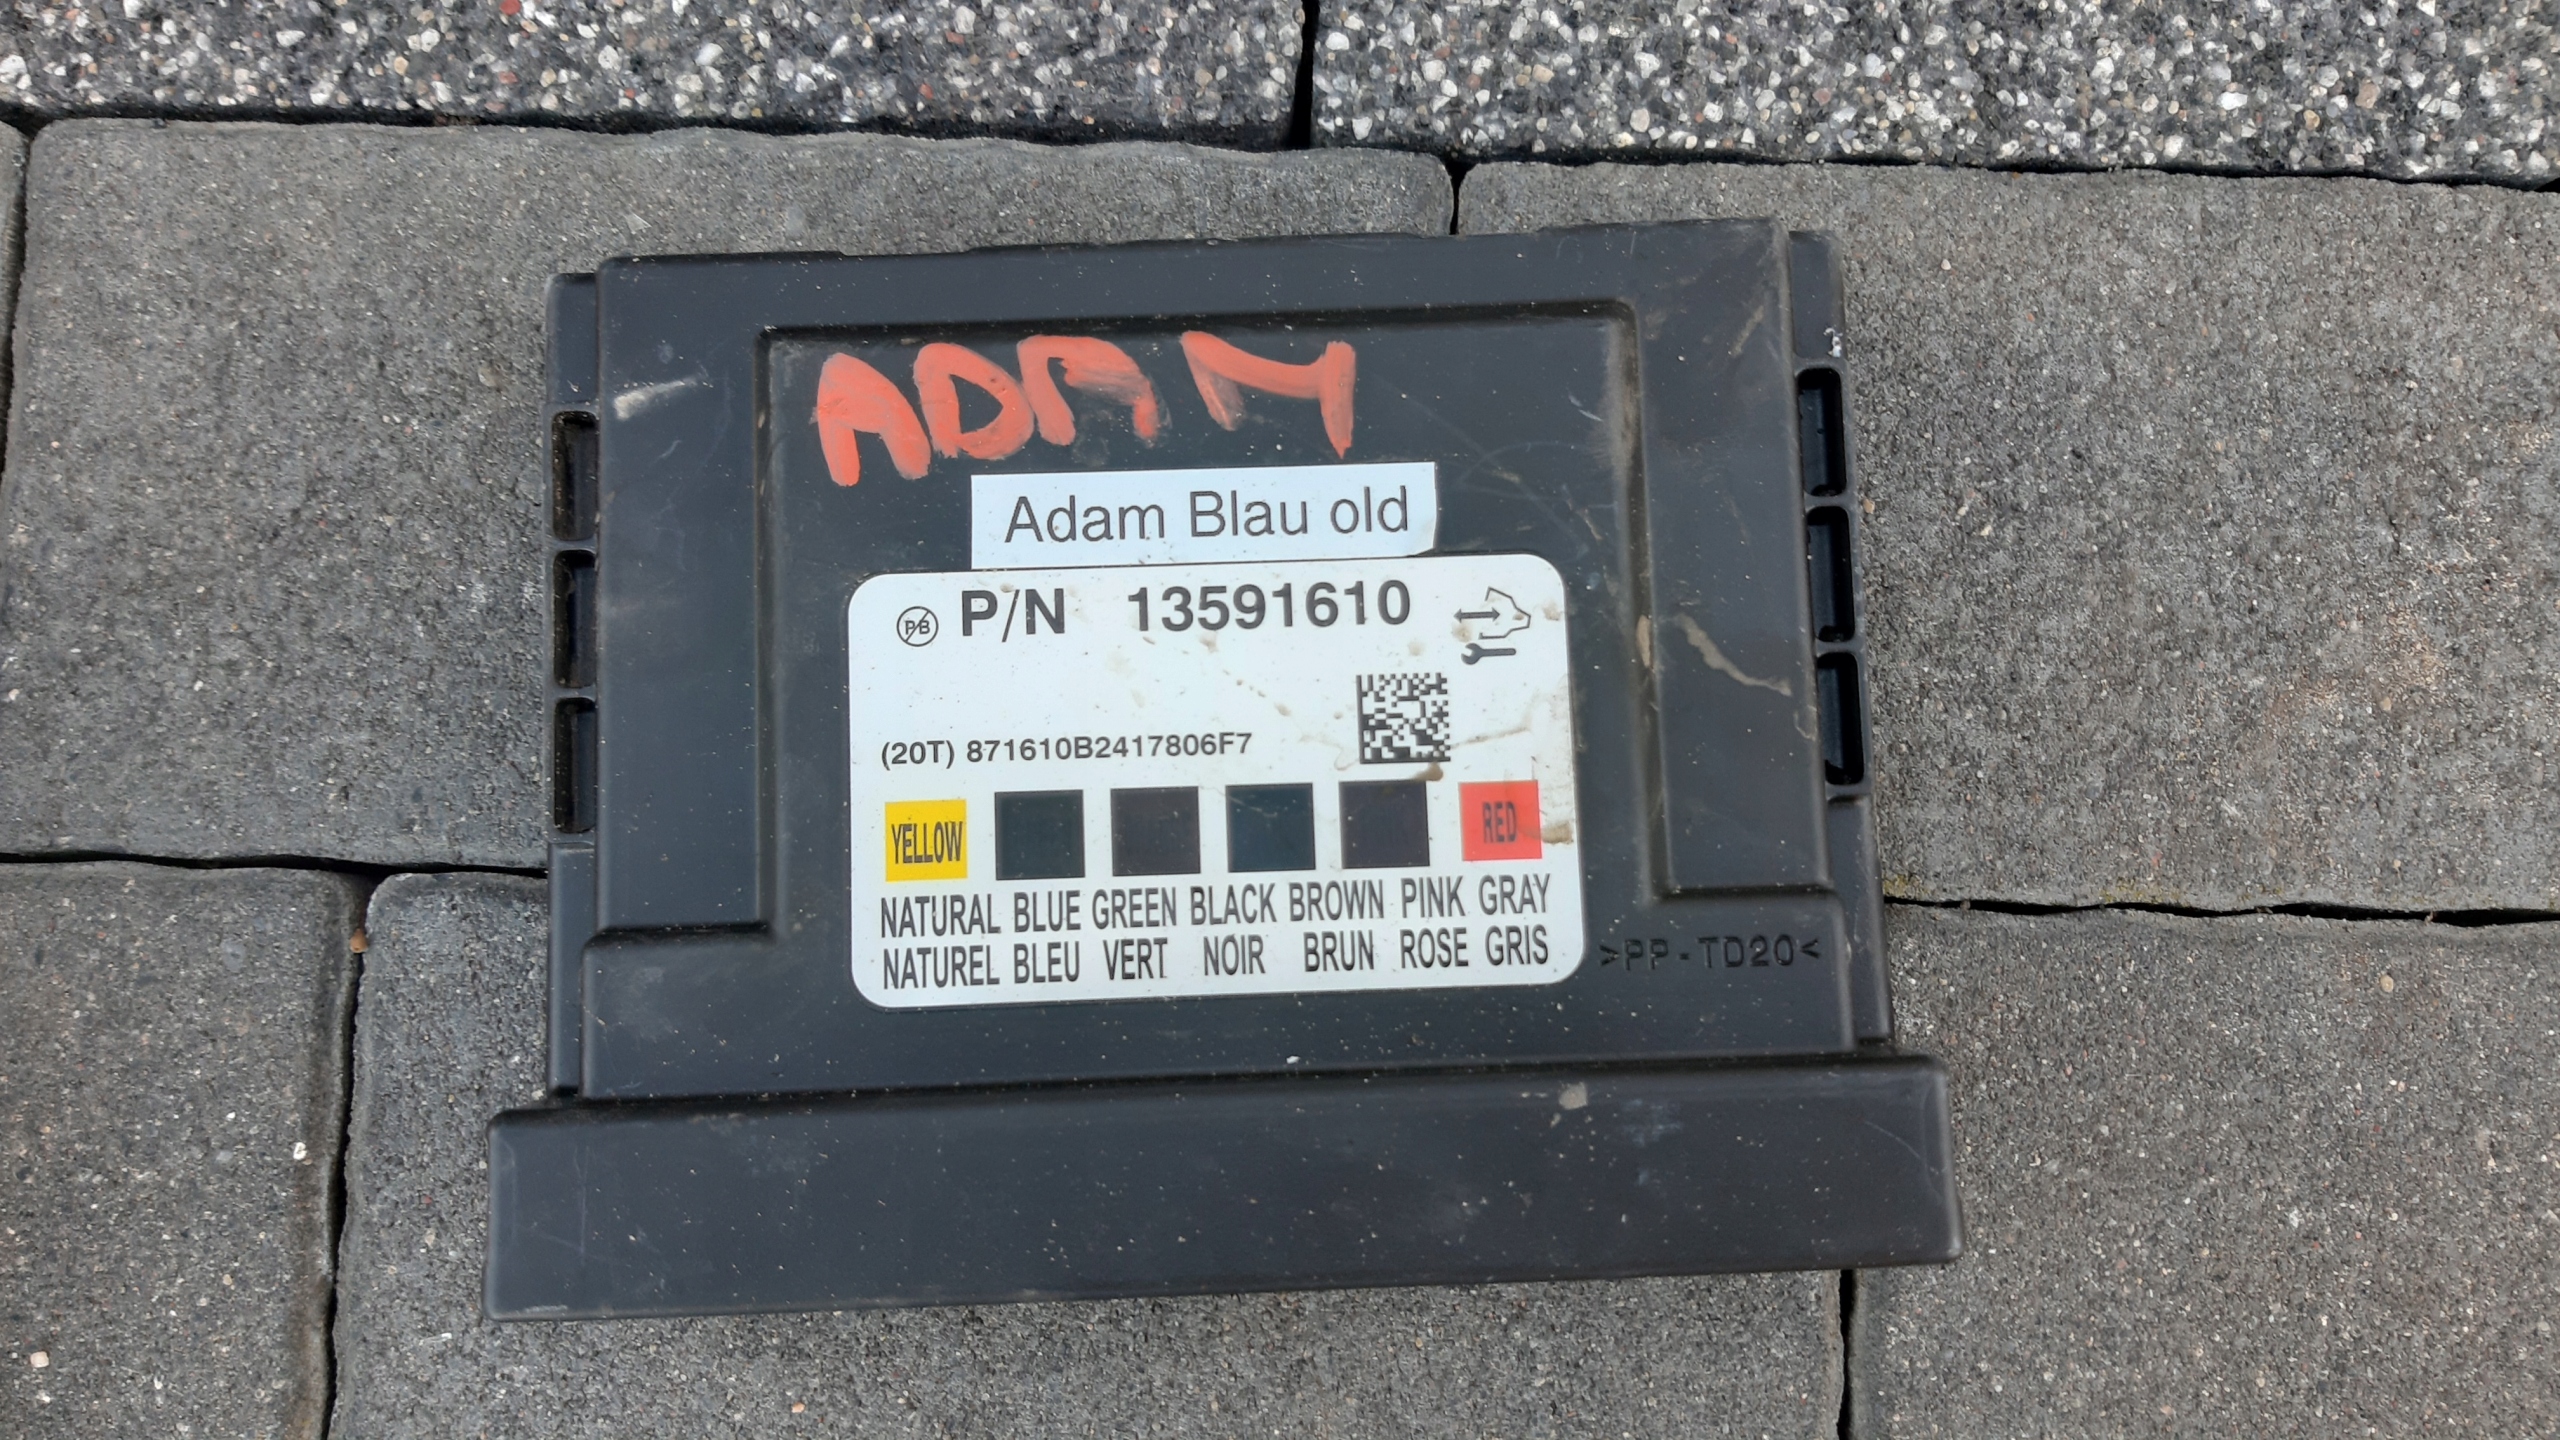 ADAM
Adam Blau old
PB P/N 13591610
(20T) 871610B2417806F7
YELLOW RED
NATURAL BLUE GREEN BLACK BROWN PINK GRAY
NATUREL BLEU VERT NOIR BRUN ROSE GRIS
>PP-TD20<